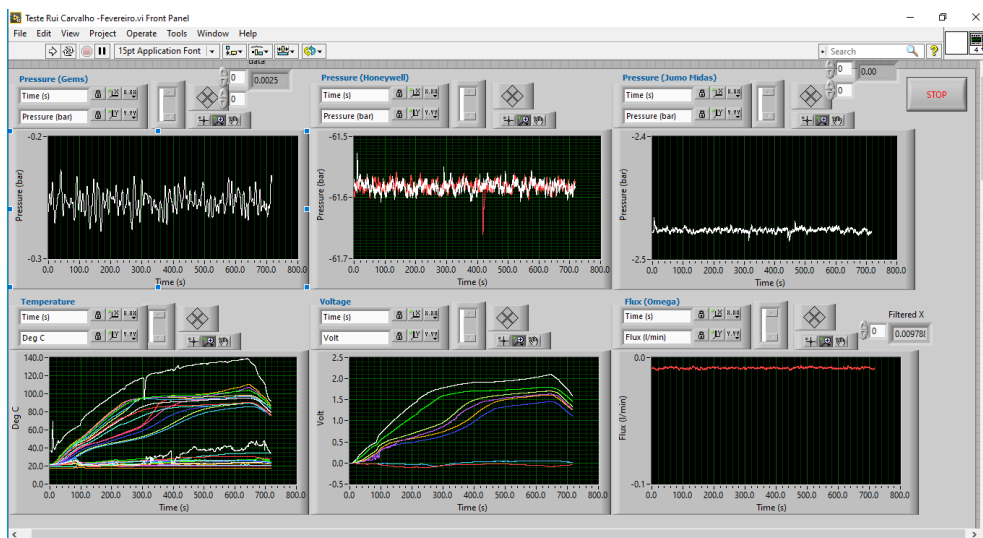 Teste Rui Carvalho -Fevereiro.vi Front Panel
File Edit View Project Operate Tools Window Help
15pt Application Font
Search
data
Pressure (Gems)
0
0.0025
0
Time (s)
Pressure (bar)
Pressure (Honeywell)
Time (s)
Pressure (bar)
Pressure (Jumo Midas)
0
0.00
0
Time (s)
Pressure (bar)
STOP
-0.2
-0.3
Pressure (bar)
0.0 100.0 200.0 300.0 400.0 500.0 600.0 700.0 800.0
Time (s)
-61.5
-61.6
-61.7
Pressure (bar)
0.0 100.0 200.0 300.0 400.0 500.0 600.0 700.0 800.0
Time (s)
-2.4
-2.5
Pressure (bar)
0.0 100.0 200.0 300.0 400.0 500.0 600.0 700.0 800.0
Time (s)
Temperature
Time (s)
Deg C
Voltage
Time (s)
Volt
Flux (Omega)
Time (s)
Flux (l/min)
Filtered X
0
0.00978
140.0
120.0
100.0
80.0
60.0
40.0
20.0
0.0
Deg C
0.0 100.0 200.0 300.0 400.0 500.0 600.0 700.0 800.0
Time (s)
2.5
2.0
1.5
1.0
0.5
0.0
-0.5
Volt
0.0 100.0 200.0 300.0 400.0 500.0 600.0 700.0 800.0
Time (s)
0.0
-0.1
Flux (l/min)
0.0 100.0 200.0 300.0 400.0 500.0 600.0 700.0 800.0
Time (s)